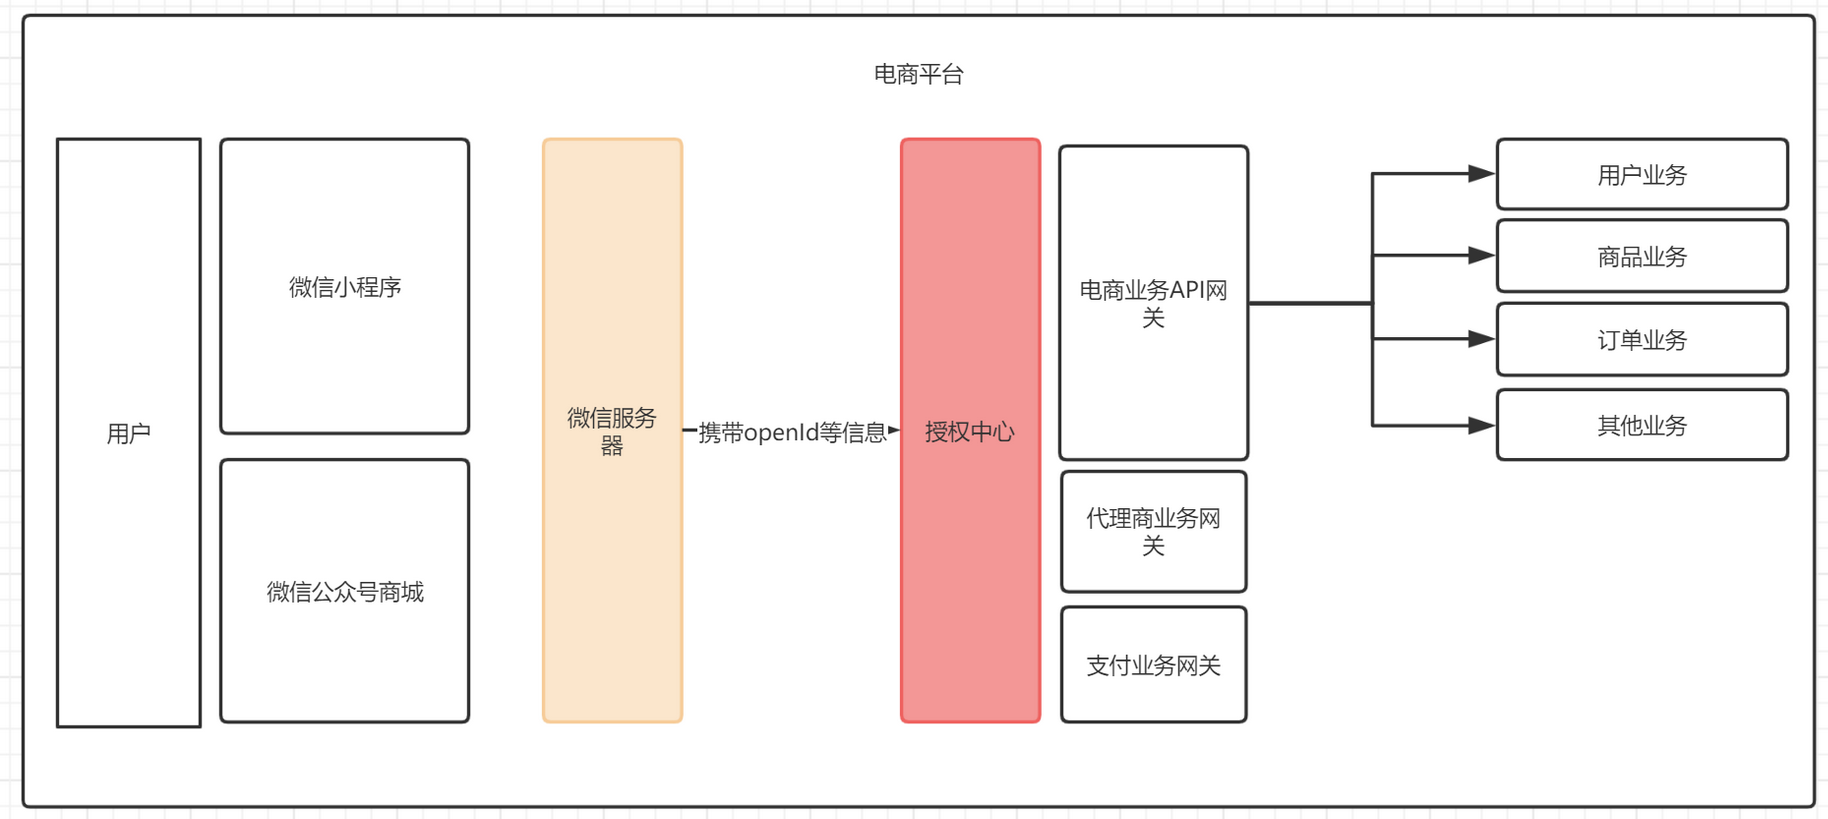 电商平台
用户
微信小程序
微信公众号商城
微信服务
器
携带openId等信息
授权中心
电商业务API网
关
代理商业务网
关
支付业务网关
用户业务
商品业务
订单业务
其他业务